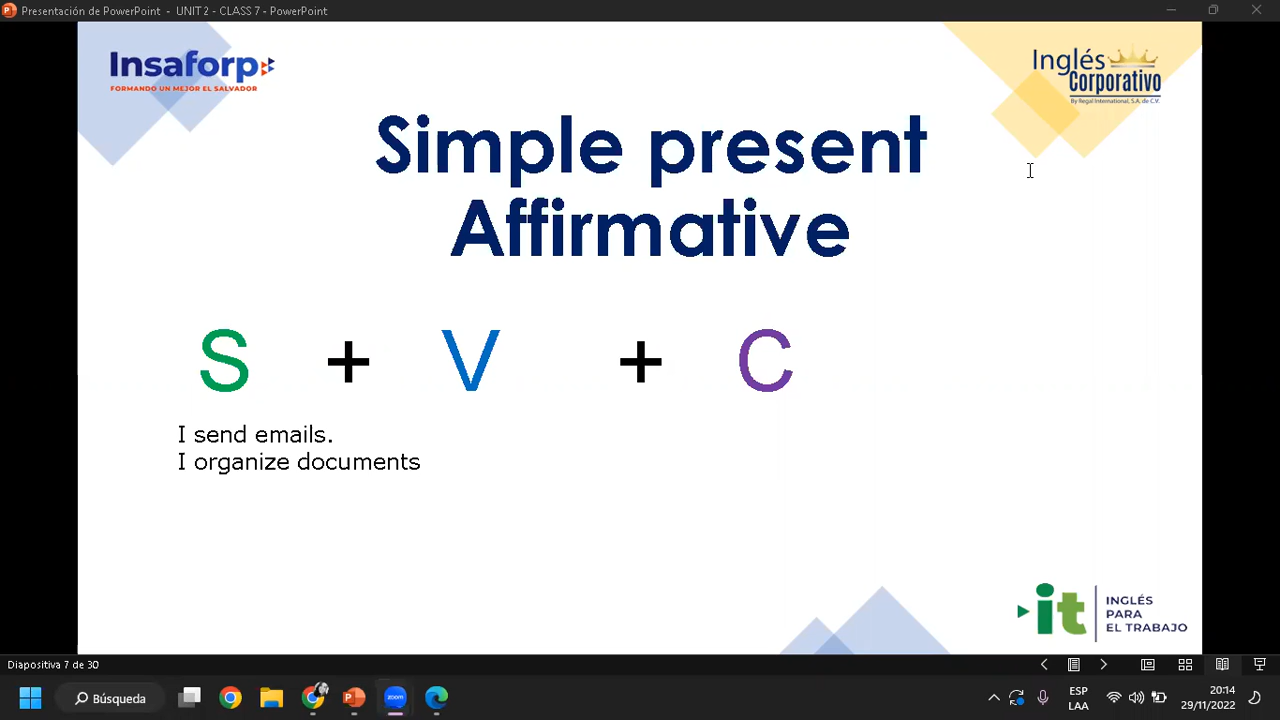 Presentación de PowerPoint - UNIT 2 - CLASS 7 - PowerPoint
Insaforp
FORMANDO UN MEJOR EL SALVADOR
Inglés
Corporativo
By Regal International, S.A. de C.V.
Simple present
Affirmative
S + V + C
I send emails.
I organize documents
it
INGLÉS
PARA
EL TRABAJO
Diapositiva 7 de 30
Búsqueda
zoom
ESP
LAA
20:14
29/11/2022